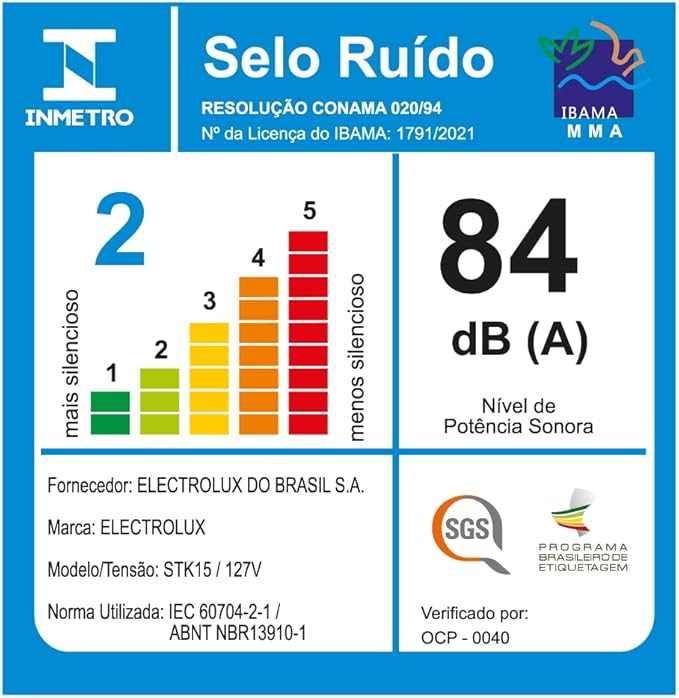 INMETRO
Selo Ruído
RESOLUÇÃO CONAMA 020/94
Nº da Licença do IBAMA: 1791/2021
IBAMA
MMA
2
mais silencioso
1
2
3
4
5
menos silencioso
84
dB (A)
Nível de
Potência Sonora
Fornecedor: ELECTROLUX DO BRASIL S.A.
Marca: ELECTROLUX
Modelo/Tensão: STK15 / 127V
Norma Utilizada: IEC 60704-2-1 /
ABNT NBR13910-1
SGS
PROGRAMA
BRASILEIRO DE
ETIQUETAGEM
Verificado por:
OCP - 0040